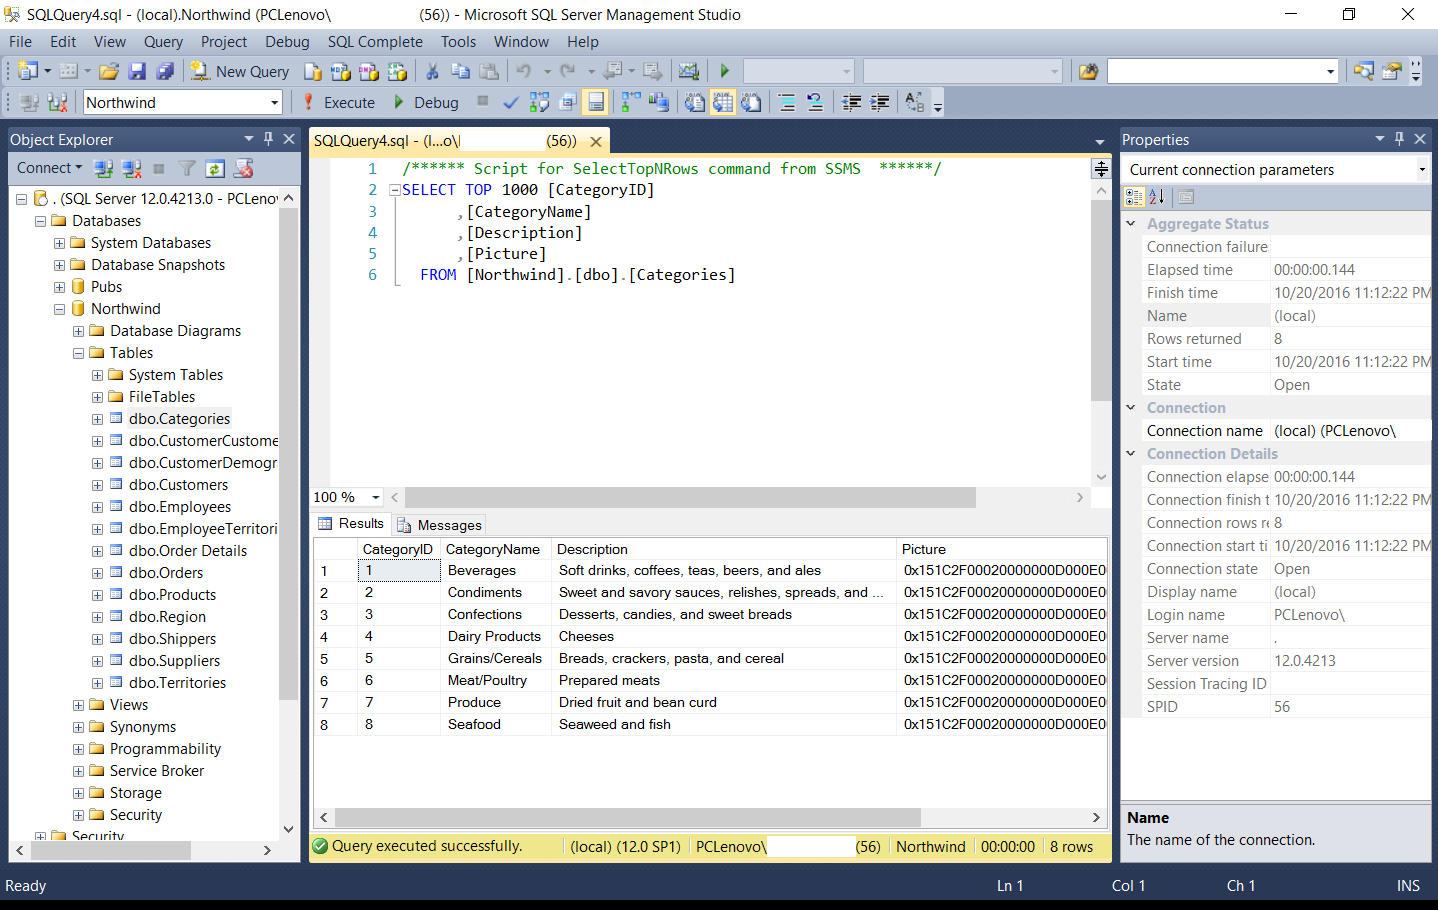 SQLQuery4.sql - (local).Northwind (PCLenovo\ (56)) - Microsoft SQL Server Management Studio
File Edit View Query Project Debug SQL Complete Tools Window Help
New Query
Northwind Execute Debug
Object Explorer
Connect
. (SQL Server 12.0.4213.0 - PCLenov
Databases
System Databases
Database Snapshots
Pubs
Northwind
Database Diagrams
Tables
System Tables
FileTables
dbo.Categories
dbo.CustomerCustome
dbo.CustomerDemogr
dbo.Customers
dbo.Employees
dbo.EmployeeTerritori
dbo.Order Details
dbo.Orders
dbo.Products
dbo.Region
dbo.Shippers
dbo.Suppliers
dbo.Territories
Views
Synonyms
Programmability
Service Broker
Storage
Security
Security
SQLQuery4.sql - (l...o\ (56))
1 /****** Script for SelectTopNRows command from SSMS ******/
2 SELECT TOP 1000 [CategoryID]
3 ,[CategoryName]
4 ,[Description]
5 ,[Picture]
6 FROM [Northwind].[dbo].[Categories]
100 %
Results Messages
CategoryID CategoryName Description Picture
1 1 Beverages Soft drinks, coffees, teas, beers, and ales 0x151C2F00020000000D000E0
2 2 Condiments Sweet and savory sauces, relishes, spreads, and ... 0x151C2F00020000000D000E0
3 3 Confections Desserts, candies, and sweet breads 0x151C2F00020000000D000E0
4 4 Dairy Products Cheeses 0x151C2F00020000000D000E0
5 5 Grains/Cereals Breads, crackers, pasta, and cereal 0x151C2F00020000000D000E0
6 6 Meat/Poultry Prepared meats 0x151C2F00020000000D000E0
7 7 Produce Dried fruit and bean curd 0x151C2F00020000000D000E0
8 8 Seafood Seaweed and fish 0x151C2F00020000000D000E0
Query executed successfully. (local) (12.0 SP1) PCLenovo\ (56) Northwind 00:00:00 8 rows
Properties
Current connection parameters
Aggregate Status
Connection failure
Elapsed time 00:00:00.144
Finish time 10/20/2016 11:12:22 PM
Name (local)
Rows returned 8
Start time 10/20/2016 11:12:22 PM
State Open
Connection
Connection name (local) (PCLenovo\
Connection Details
Connection elapse 00:00:00.144
Connection finish t 10/20/2016 11:12:22 PM
Connection rows re 8
Connection start ti 10/20/2016 11:12:22 PM
Connection state Open
Display name (local)
Login name PCLenovo\
Server name .
Server version 12.0.4213
Session Tracing ID
SPID 56
Name
The name of the connection.
Ready Ln 1 Col 1 Ch 1 INS